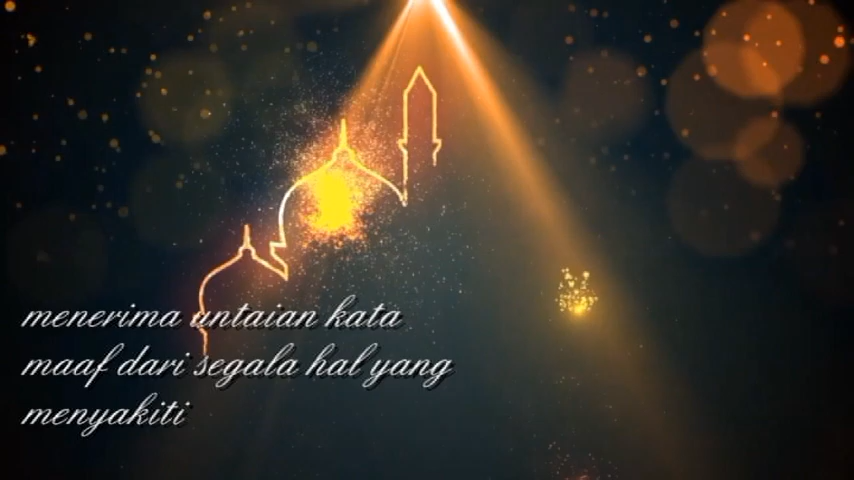 menerima untaian kata
maaf dari segala hal yang
menyakiti